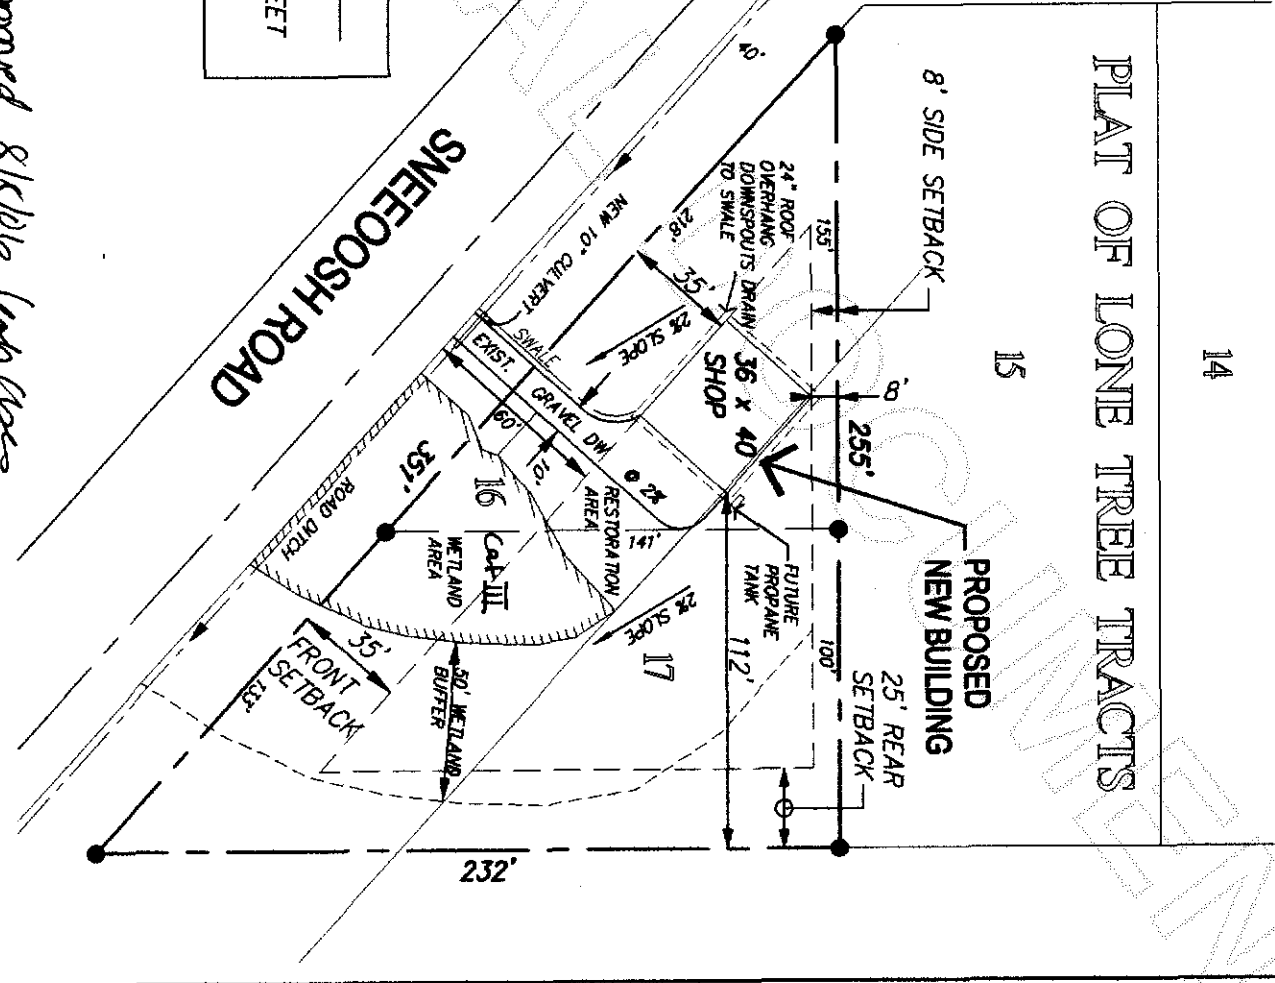 PLAT OF LONE TREE TRACTS
14
15
8' SIDE SETBACK
8'
255'
155'
100'
PROPOSED
NEW BUILDING
25' REAR
SETBACK
40'
24" ROOF
OVERHANG
DOWNSPOUTS DRAIN
TO SWALE
218'
35'
2% SLOPE
36 x 40
SHOP
NEW 10" CULVERT
SWALE
EXIST.
GRAVEL DW
@ 2%
60'
10'
RESTORATION
AREA
141'
FUTURE
PROPANE
TANK
112'
2% SLOPE
17
16
Cat III
WETLAND
AREA
351'
ROAD DITCH
35'
FRONT
SETBACK
133'
50' WETLAND
BUFFER
232'
SNEEOOSH ROAD
EET